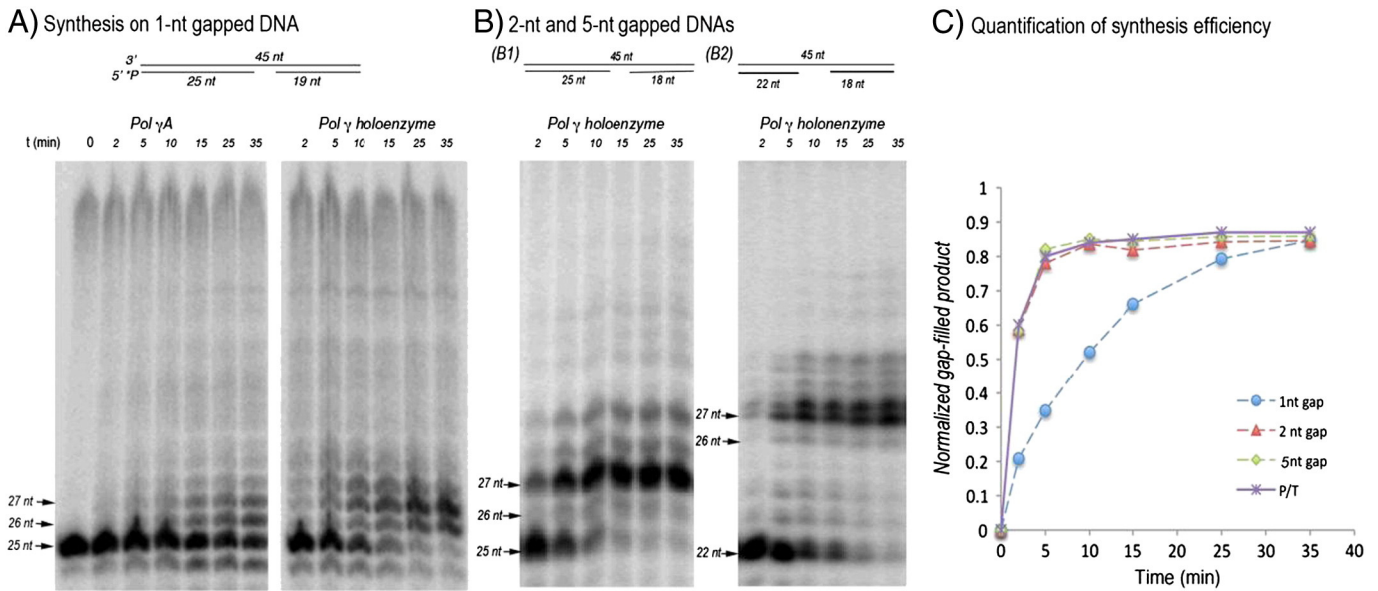 A) Synthesis on 1-nt gapped DNA
3' 45 nt
5' *P 25 nt 19 nt
Pol γA Pol γ holoenzyme
t (min) 0 2 5 10 15 25 35 2 5 10 15 25 35
27 nt
26 nt
25 nt
B) 2-nt and 5-nt gapped DNAs
(B1) 45 nt
25 nt 18 nt
Pol γ holoenzyme
2 5 10 15 25 35
27 nt
26 nt
25 nt
(B2) 45 nt
22 nt 18 nt
Pol γ holonenzyme
2 5 10 15 25 35
27 nt
26 nt
22 nt
C) Quantification of synthesis efficiency
Normalized gap-filled product
1
0.9
0.8
0.7
0.6
0.5
0.4
0.3
0.2
0.1
0
0 5 10 15 20 25 30 35 40
Time (min)
1nt gap
2 nt gap
5nt gap
P/T